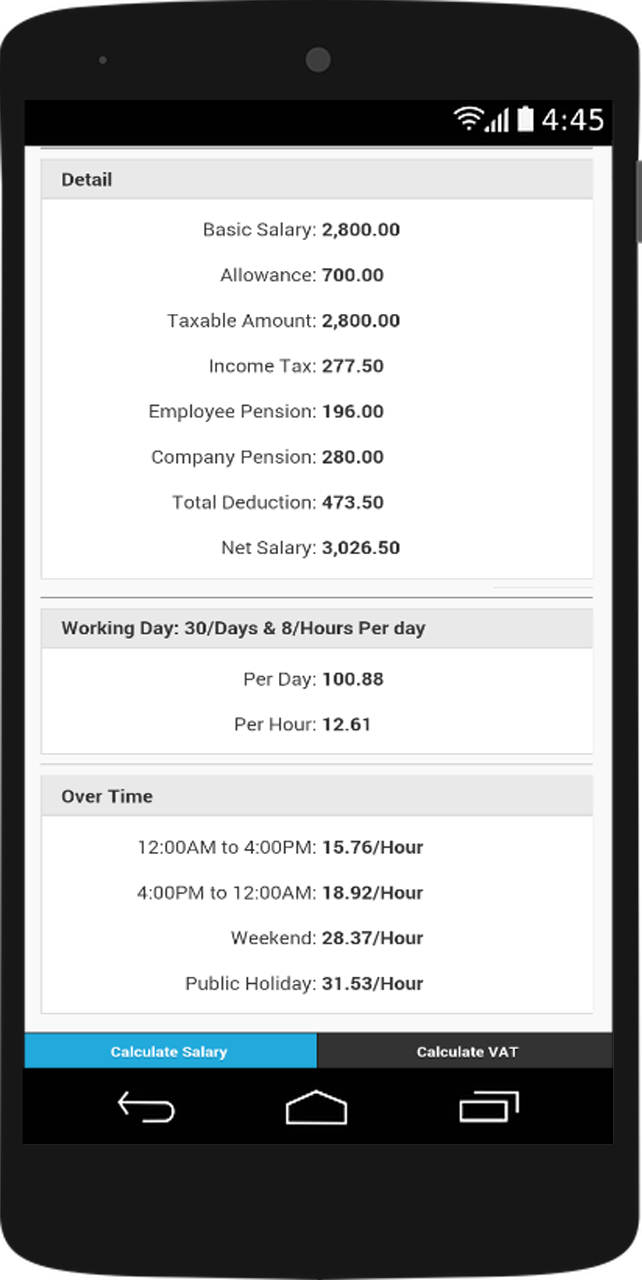 4:45
Detail
Basic Salary: 2,800.00
Allowance: 700.00
Taxable Amount: 2,800.00
Income Tax: 277.50
Employee Pension: 196.00
Company Pension: 280.00
Total Deduction: 473.50
Net Salary: 3,026.50
Working Day: 30/Days & 8/Hours Per day
Per Day: 100.88
Per Hour: 12.61
Over Time
12:00AM to 4:00PM: 15.76/Hour
4:00PM to 12:00AM: 18.92/Hour
Weekend: 28.37/Hour
Public Holiday: 31.53/Hour
Calculate Salary Calculate VAT